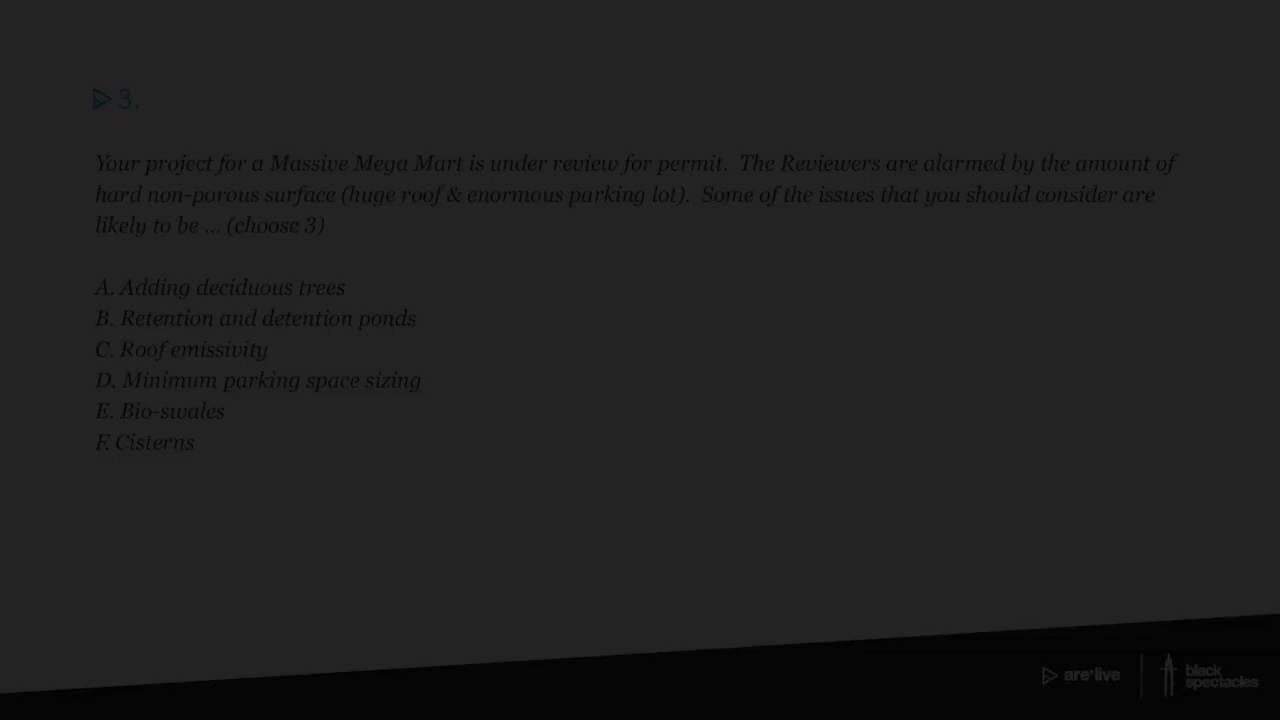 3.
Your project for a Massive Mega Mart is under review for permit. The Reviewers are alarmed by the amount of
hard non-porous surface (huge roof & enormous parking lot). Some of the issues that you should consider are
likely to be ... (choose 3)
A. Adding deciduous trees
B. Retention and detention ponds
C. Roof emissivity
D. Minimum parking space sizing
E. Bio-swales
F. Cisterns
are*live
black
spectacles